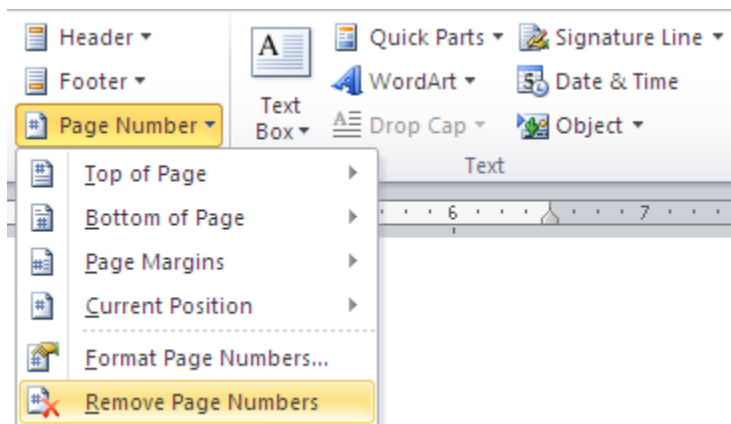 Header
Footer
Page Number
Text
Box
Quick Parts
WordArt
Drop Cap
Signature Line
Date & Time
Object
Text
Top of Page
Bottom of Page
Page Margins
Current Position
Format Page Numbers...
Remove Page Numbers
6
7